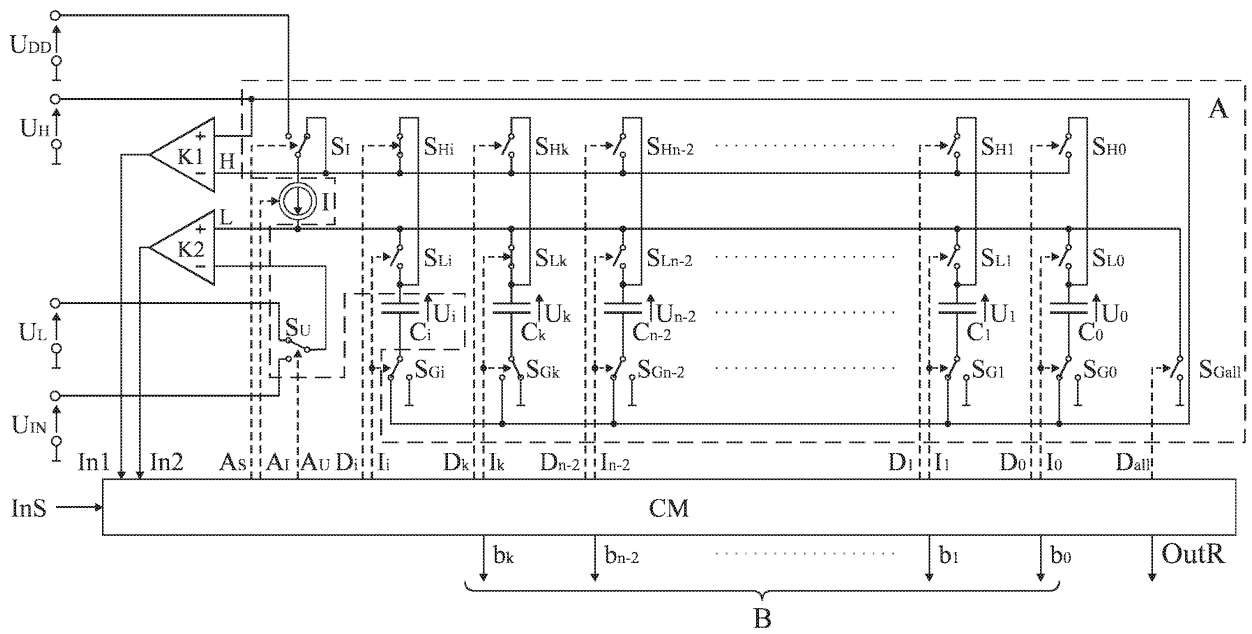 UDD
UH
A
K1
+
−
H
SI
SHi
SHk
SHn-2
SH1
SH0
I
K2
+
−
L
SLi
SLk
SLn-2
SL1
SL0
UL
SU
Ci
Ui
Ck
Uk
Cn-2
Un-2
C1
U1
C0
U0
SGi
SGk
SGn-2
SG1
SG0
SGall
UIN
In1 In2 AS AI AU Di Ii Dk Ik Dn-2 In-2 D1 I1 D0 I0 Dall
InS
CM
bk bn-2 b1 b0 OutR
B